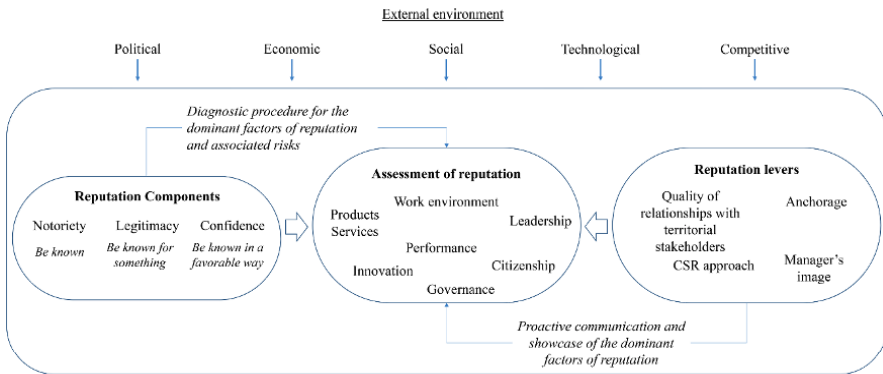 External environment
Political
Economic
Social
Technological
Competitive
Diagnostic procedure for the
dominant factors of reputation
and associated risks
Reputation Components
Notoriety
Legitimacy
Confidence
Be known
Be known for
something
Be known in a
favorable way
Assessment of reputation
Work environment
Products
Services
Leadership
Performance
Innovation
Citizenship
Governance
Reputation levers
Quality of
relationships with
territorial
stakeholders
Anchorage
CSR approach
Manager's
image
Proactive communication and
showcase of the dominant
factors of reputation